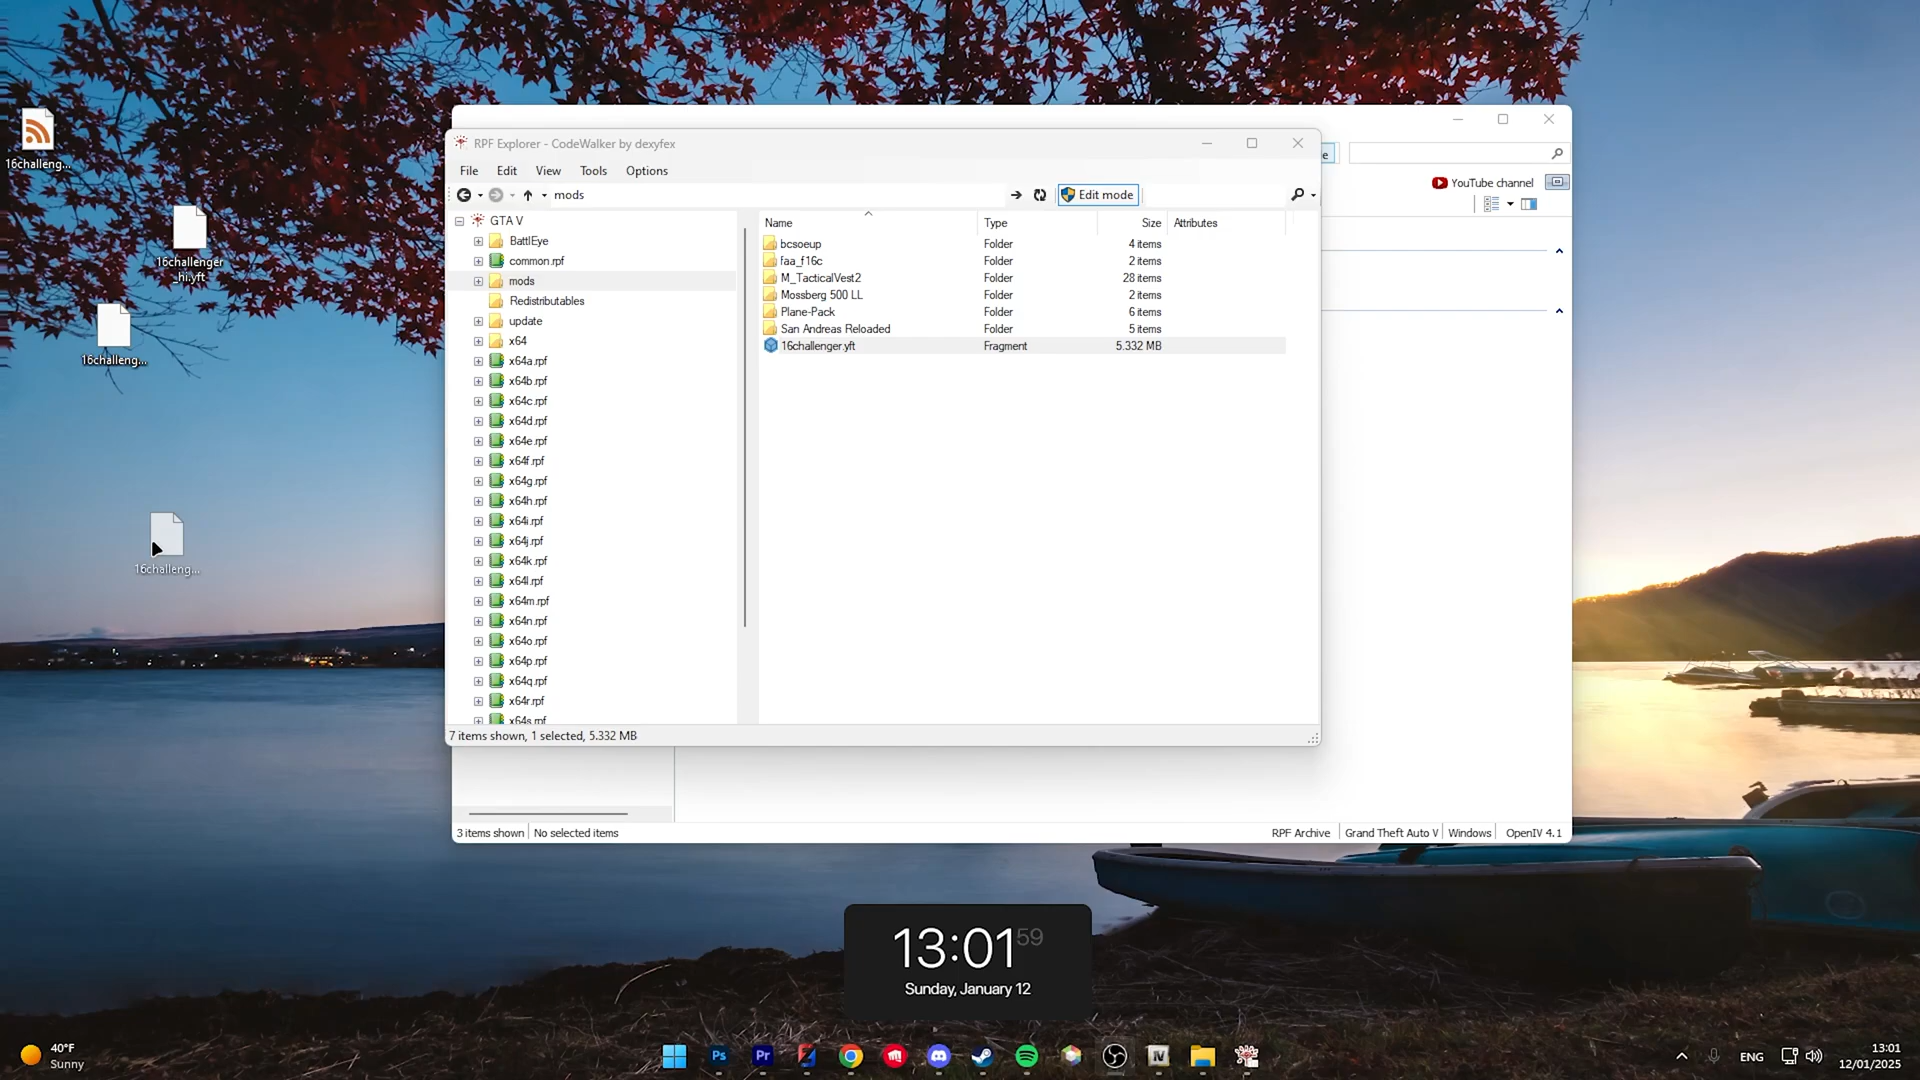 16challeng...
16challenger
_hi.yft
16challeng...
16challeng...
RPF Explorer - CodeWalker by dexyfex
File Edit View Tools Options
mods
Edit mode
e
YouTube channel
GTA V
BattlEye
common.rpf
mods
Redistributables
update
x64
x64a.rpf
x64b.rpf
x64c.rpf
x64d.rpf
x64e.rpf
x64f.rpf
x64g.rpf
x64h.rpf
x64i.rpf
x64j.rpf
x64k.rpf
x64l.rpf
x64m.rpf
x64n.rpf
x64o.rpf
x64p.rpf
x64q.rpf
x64r.rpf
x64s.rpf
Name Type Size Attributes
bcsoeup Folder 4 items
faa_f16c Folder 2 items
M_TacticalVest2 Folder 28 items
Mossberg 500 LL Folder 2 items
Plane-Pack Folder 6 items
San Andreas Reloaded Folder 5 items
16challenger.yft Fragment 5.332 MB
7 items shown, 1 selected, 5.332 MB
3 items shown No selected items RPF Archive Grand Theft Auto V Windows OpenIV 4.1
13:01 59
Sunday, January 12
40°F
Sunny
Ps
Pr
IV
ENG
13:01
12/01/2025